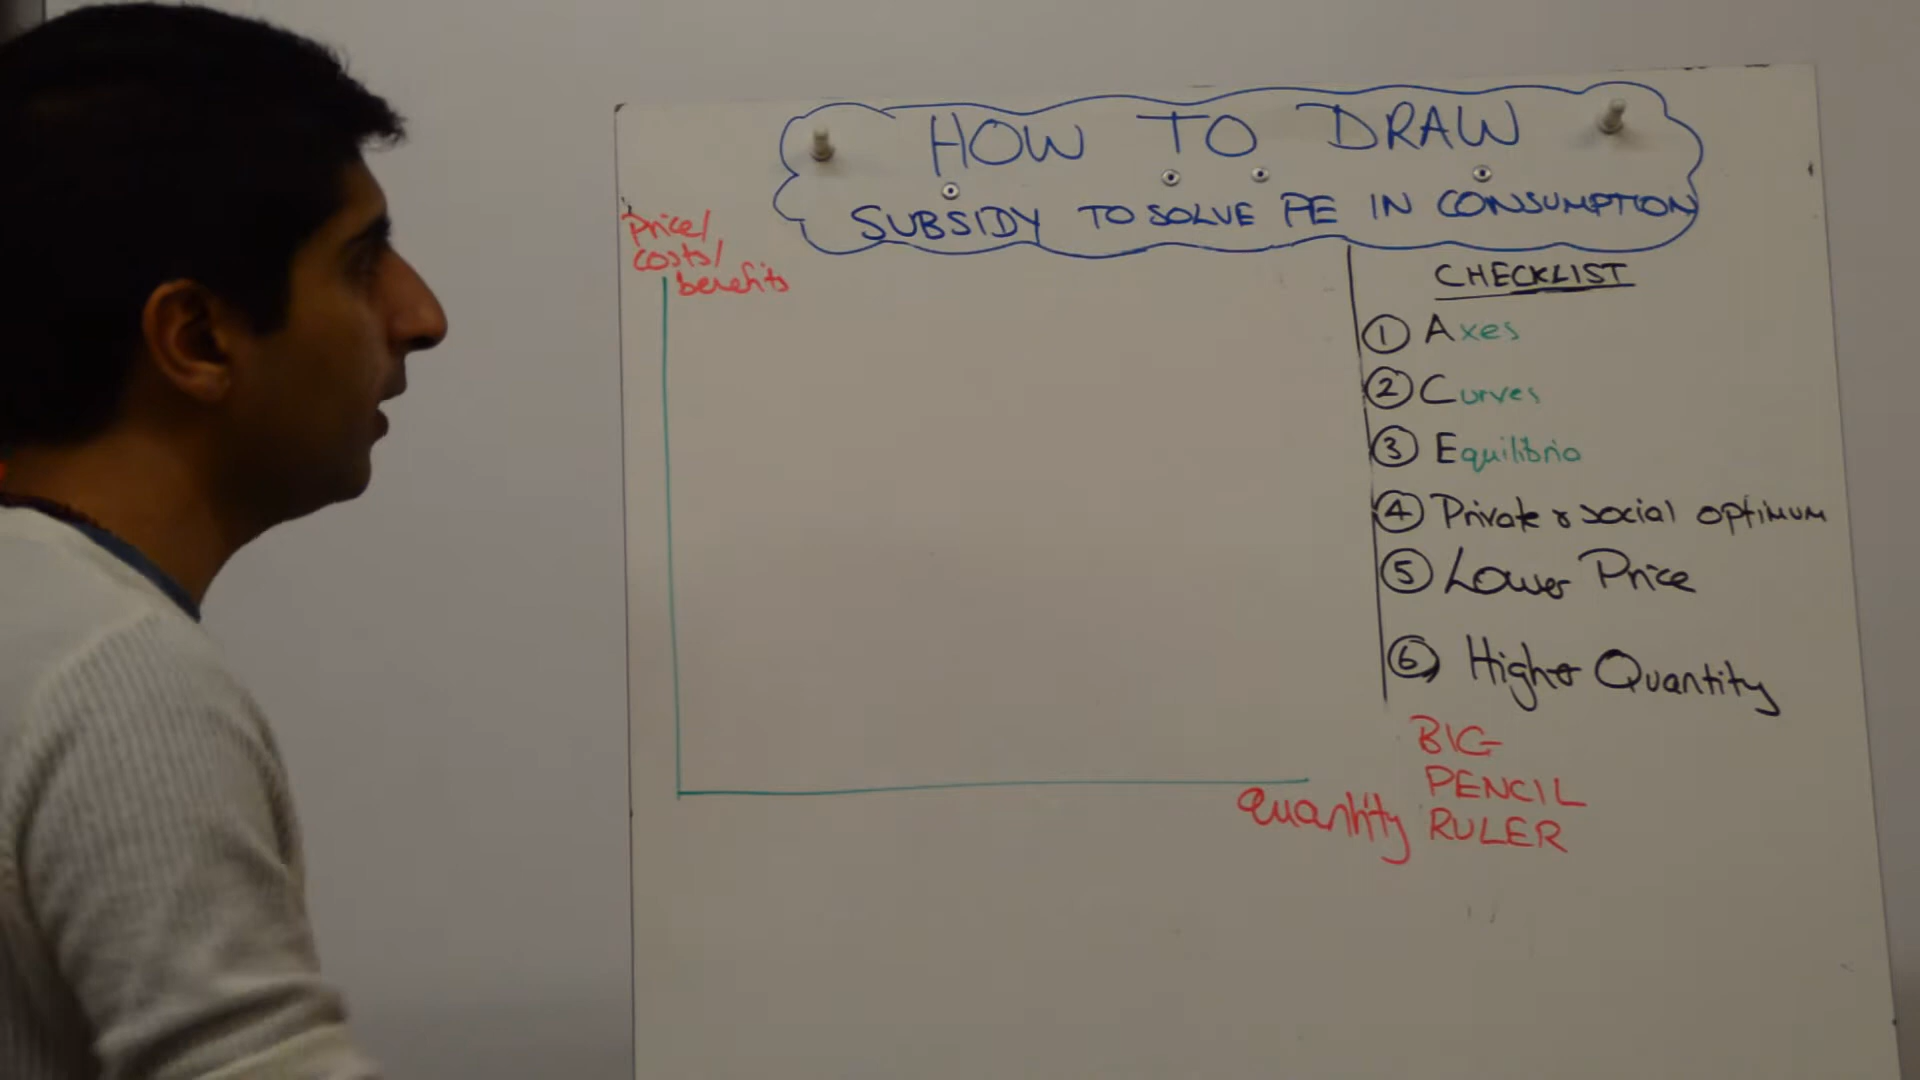 HOW TO DRAW
SUBSIDY TO SOLVE PE IN CONSUMPTION
Price/
costs/
benefits
quantity
CHECKLIST
① Axes
② Curves
③ Equilibria
④ Private & social optimum
⑤ Lower Price
⑥ Higher Quantity
BIG
PENCIL
RULER